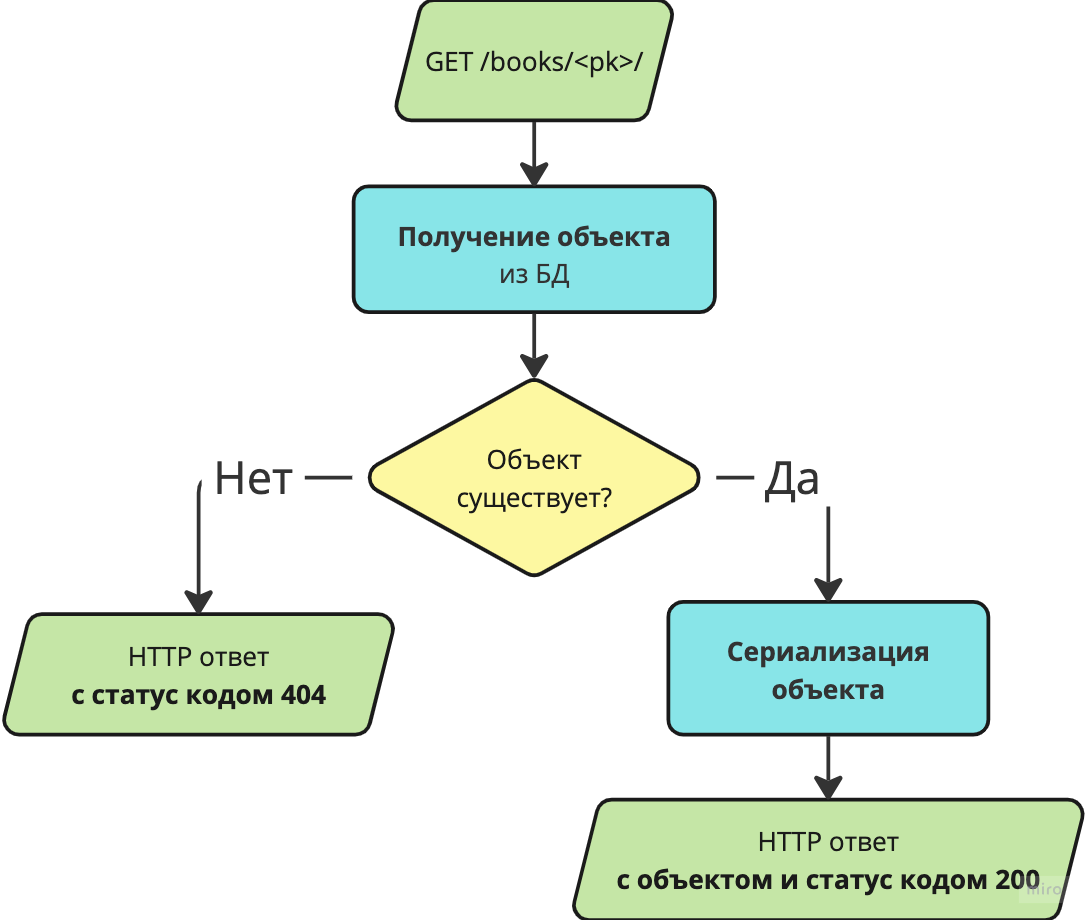 GET /books/<pk>/
Получение объекта
из БД
Объект
существует?
Нет
Да
HTTP ответ
с статус кодом 404
Сериализация
объекта
HTTP ответ
с объектом и статус кодом 200
miro